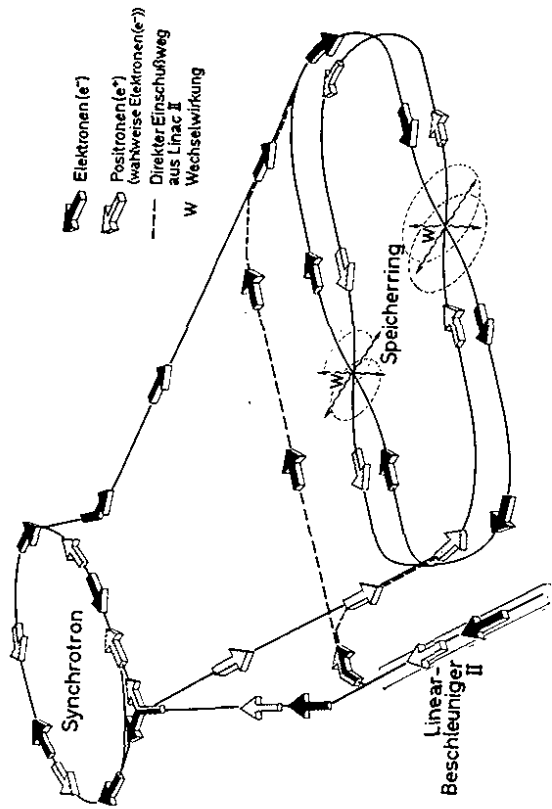 Elektronen (e⁻)
Positronen (e⁺)
(wahlweise Elektronen(e⁻))
Direkter Einschußweg
aus Linac II
W Wechselwirkung
Synchrotron
Linear-
Beschleuniger
II
W
Speicherring
W